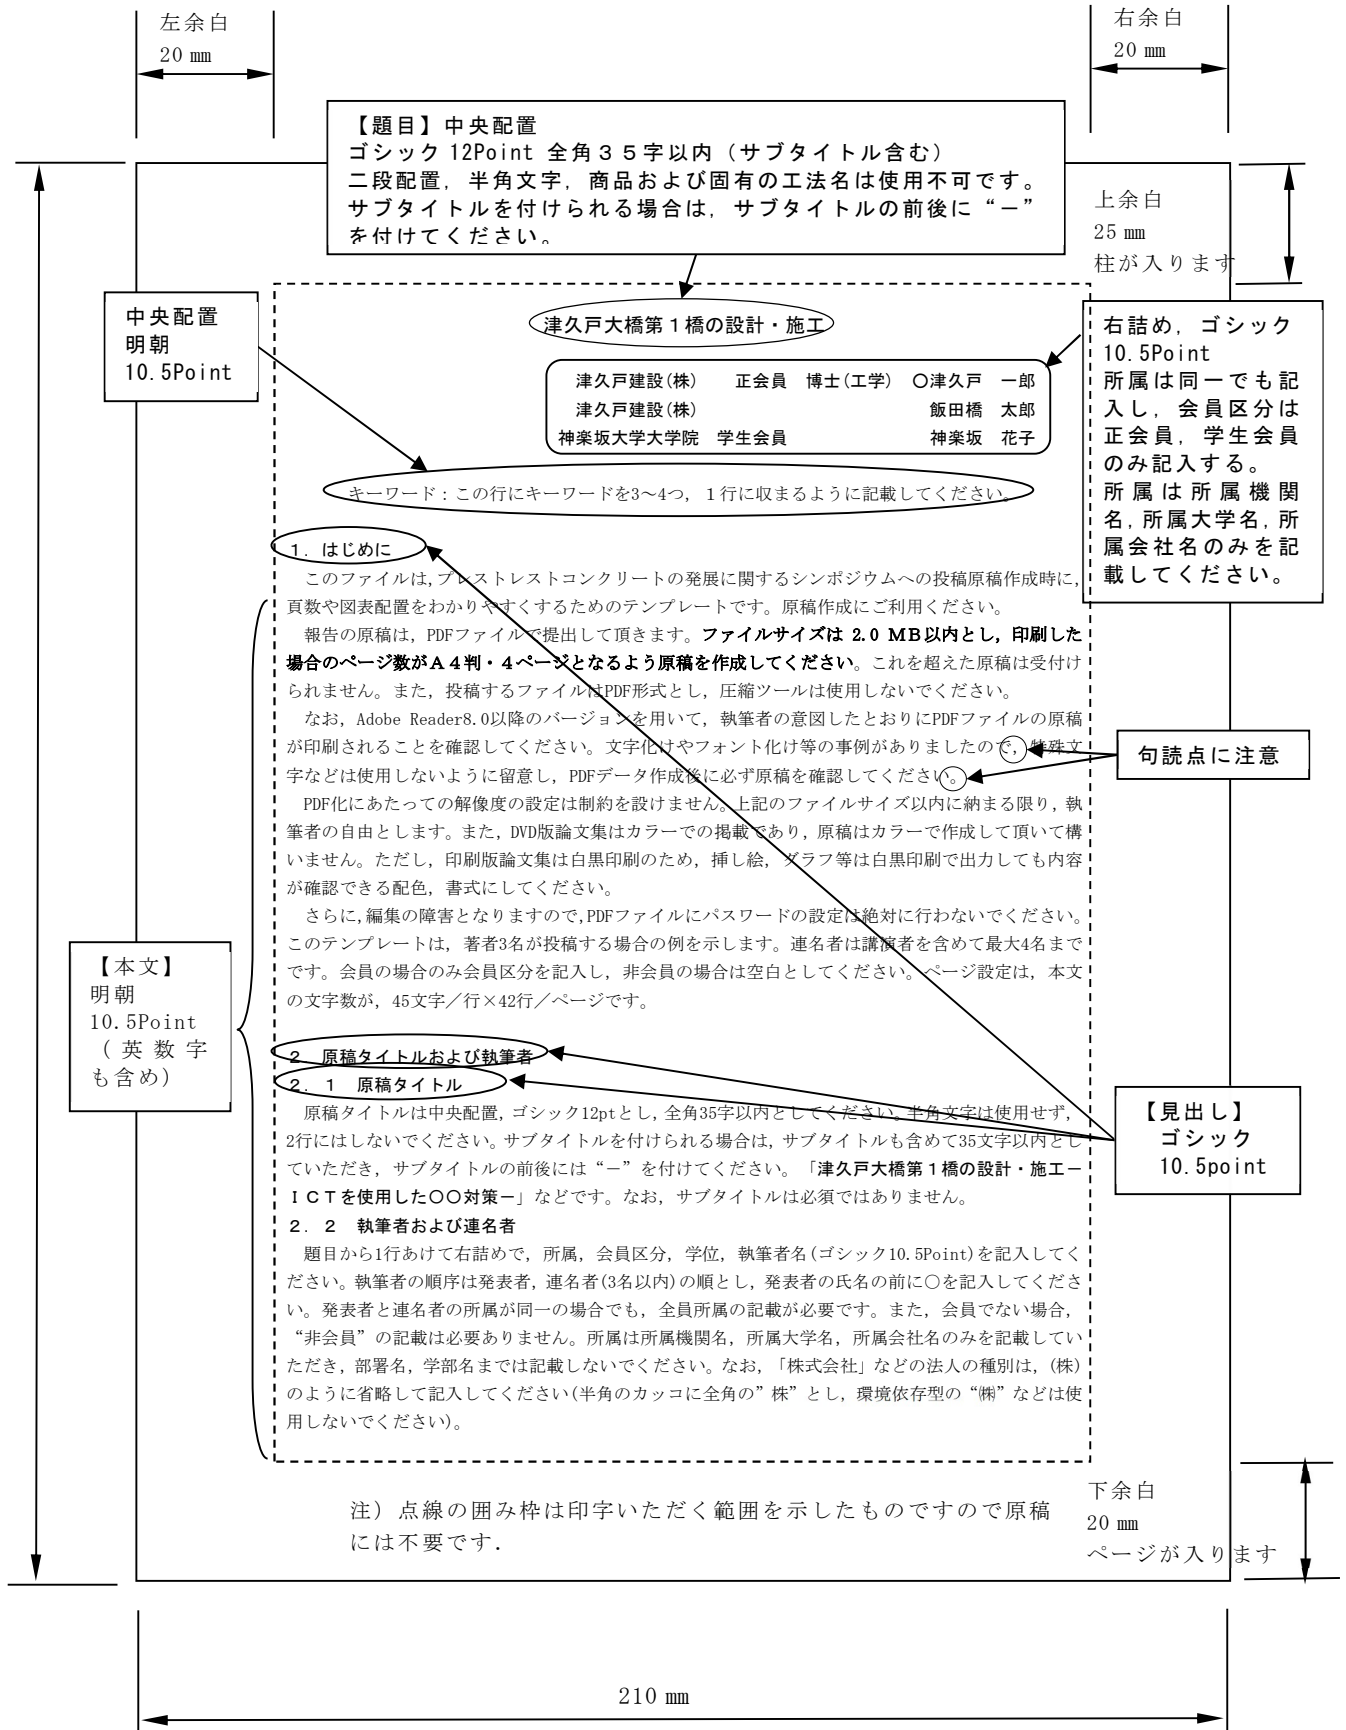 左余白
20 ㎜
右余白
20 ㎜
【題目】中央配置
ゴシック 12Point 全角３５字以内（サブタイトル含む）
二段配置，半角文字，商品および固有の工法名は使用不可です。
サブタイトルを付けられる場合は，サブタイトルの前後に“－”
を付けてください。
上余白
25 ㎜
柱が入ります
中央配置
明朝
10.5Point
津久戸大橋第１橋の設計・施工
津久戸建設(株)　正会員　博士(工学)　○津久戸　一郎
津久戸建設(株)　飯田橋　太郎
神楽坂大学大学院　学生会員　神楽坂　花子
右詰め，ゴシック
10.5Point
所属は同一でも記
入し，会員区分は
正会員，学生会員
のみ記入する。
所属は所属機関
名，所属大学名，所
属会社名のみを記
載してください。
キーワード：この行にキーワードを3～4つ，１行に収まるように記載してください。
１．はじめに
　このファイルは，プレストレストコンクリートの発展に関するシンポジウムへの投稿原稿作成時に，
頁数や図表配置をわかりやすくするためのテンプレートです。原稿作成にご利用ください。
　報告の原稿は，PDFファイルで提出して頂きます。ファイルサイズは 2.0 MB以内とし，印刷した
場合のページ数がＡ４判・４ページとなるよう原稿を作成してください。これを超えた原稿は受付け
られません。また，投稿するファイルはPDF形式とし，圧縮ツールは使用しないでください。
　なお，Adobe Reader8.0以降のバージョンを用いて，執筆者の意図したとおりにPDFファイルの原稿
が印刷されることを確認してください。文字化けやフォント化け等の事例がありましたので，特殊文
字などは使用しないように留意し，PDFデータ作成後に必ず原稿を確認してください。
　PDF化にあたっての解像度の設定は制約を設けません。上記のファイルサイズ以内に納まる限り，執
筆者の自由とします。また，DVD版論文集はカラーでの掲載であり，原稿はカラーで作成して頂いて構
いません。ただし，印刷版論文集は白黒印刷のため，挿し絵，グラフ等は白黒印刷で出力しても内容
が確認できる配色，書式にしてください。
　さらに，編集の障害となりますので，PDFファイルにパスワードの設定は絶対に行わないでください。
このテンプレートは，著者3名が投稿する場合の例を示します。連名者は講演者を含めて最大4名まで
です。会員の場合のみ会員区分を記入し，非会員の場合は空白としてください。ページ設定は，本文
の文字数が，45文字／行×42行／ページです。
句読点に注意
【本文】
明朝
10.5Point
（英数字
も含め）
２．原稿タイトルおよび執筆者
２．１　原稿タイトル
　原稿タイトルは中央配置，ゴシック12ptとし，全角35字以内としてください。半角文字は使用せず，
2行にはしないでください。サブタイトルを付けられる場合は，サブタイトルも含めて35文字以内とし
ていただき，サブタイトルの前後には“－”を付けてください。「津久戸大橋第１橋の設計・施工－
ＩＣＴを使用した○○対策－」などです。なお，サブタイトルは必須ではありません。
２．２　執筆者および連名者
　題目から1行あけて右詰めで，所属，会員区分，学位，執筆者名(ゴシック10.5Point)を記入してく
ださい。執筆者の順序は発表者，連名者(3名以内)の順とし，発表者の氏名の前に○を記入してくださ
い。発表者と連名者の所属が同一の場合でも，全員所属の記載が必要です。また，会員でない場合，
“非会員”の記載は必要ありません。所属は所属機関名，所属大学名，所属会社名のみを記載してい
ただき，部署名，学部名までは記載しないでください。なお，「株式会社」などの法人の種別は，(株)
のように省略して記入してください(半角のカッコに全角の”株”とし，環境依存型の“㈱”などは使
用しないでください)。
【見出し】
ゴシック
10.5point
注）点線の囲み枠は印字いただく範囲を示したものですので原稿
には不要です．
下余白
20 ㎜
ページが入ります
210 ㎜